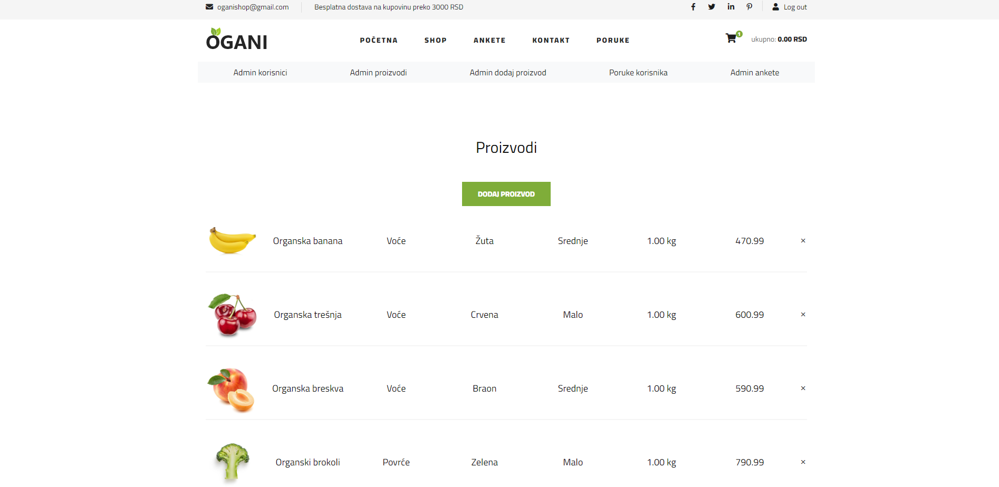 oganishop@gmail.com Besplatna dostava na kupovinu preko 3000 RSD Log out
OGANI POČETNA SHOP ANKETE KONTAKT PORUKE 1 ukupno: 0.00 RSD
Admin korisnici Admin proizvodi Admin dodaj proizvod Poruke korisnika Admin ankete
Proizvodi
DODAJ PROIZVOD
Organska banana Voće Žuta Srednje 1.00 kg 470.99 ×
Organska trešnja Voće Crvena Malo 1.00 kg 600.99 ×
Organska breskva Voće Braon Srednje 1.00 kg 590.99 ×
Organski brokoli Povrće Zelena Malo 1.00 kg 790.99 ×